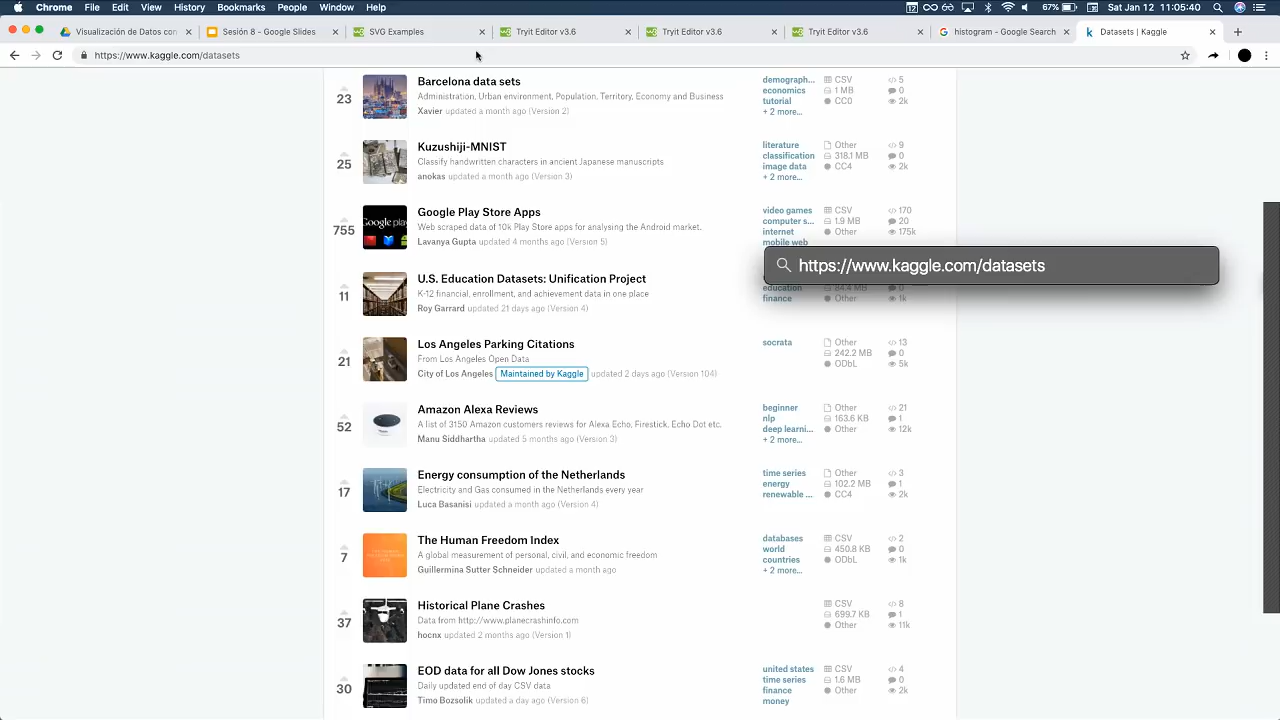 Chrome File Edit View History Bookmarks People Window Help
67% Sat Jan 12 11:05:40
Visualización de Datos con
Sesión 8 - Google Slides
SVG Examples
Tryit Editor v3.6
Tryit Editor v3.6
Tryit Editor v3.6
histogram - Google Search
Datasets | Kaggle
https://www.kaggle.com/datasets
23
Barcelona data sets
Administration, Urban environment, Population, Territory, Economy and Business
Xavier updated a month ago (Version 2)
demograph...
economics
tutorial
+ 2 more...
CSV
1 MB
CC0
5
0
2k
25
Kuzushiji-MNIST
Classify handwritten characters in ancient Japanese manuscripts
anokas updated a month ago (Version 3)
literature
classification
image data
+ 2 more...
Other
318.1 MB
CC4
9
0
2k
Google Play Store Apps
Web scraped data of 10k Play Store apps for analysing the Android market.
Lavanya Gupta updated 4 months ago (Version 5)
video games
computer s...
internet
mobile web
CSV
1.9 MB
Other
170
20
175k
https://www.kaggle.com/datasets
11
U.S. Education Datasets: Unification Project
K-12 financial, enrollment, and achievement data in one place
Roy Garrard updated 21 days ago (Version 4)
education
finance
Other
0
1k
21
Los Angeles Parking Citations
From Los Angeles Open Data
City of Los Angeles Maintained by Kaggle updated 2 days ago (Version 104)
socrata
Other
242.2 MB
ODbL
13
0
5k
52
Amazon Alexa Reviews
A list of 3150 Amazon customers reviews for Alexa Echo, Firestick, Echo Dot etc.
Manu Siddhartha updated 5 months ago (Version 3)
beginner
nlp
deep learni...
+ 2 more...
Other
163.6 KB
Other
21
1
12k
17
Energy consumption of the Netherlands
Electricity and Gas consumed in the Netherlands every year
Luca Basanisi updated a month ago (Version 4)
time series
energy
renewable ...
Other
102.2 MB
CC4
3
1
2k
7
The Human Freedom Index
A global measurement of personal, civil, and economic freedom
Guillermina Sutter Schneider updated a month ago
databases
world
countries
+ 2 more...
CSV
450.8 KB
ODbL
2
0
1k
37
Historical Plane Crashes
Data from http://www.planecrashinfo.com
hocnx updated 2 months ago (Version 1)
CSV
699.7 KB
Other
8
1
11k
30
EOD data for all Dow Jones stocks
Daily updated end of day CSV data
Timo Bozsolik updated a day ago (Version 6)
united states
time series
finance
money
CSV
Other
4
0
2k